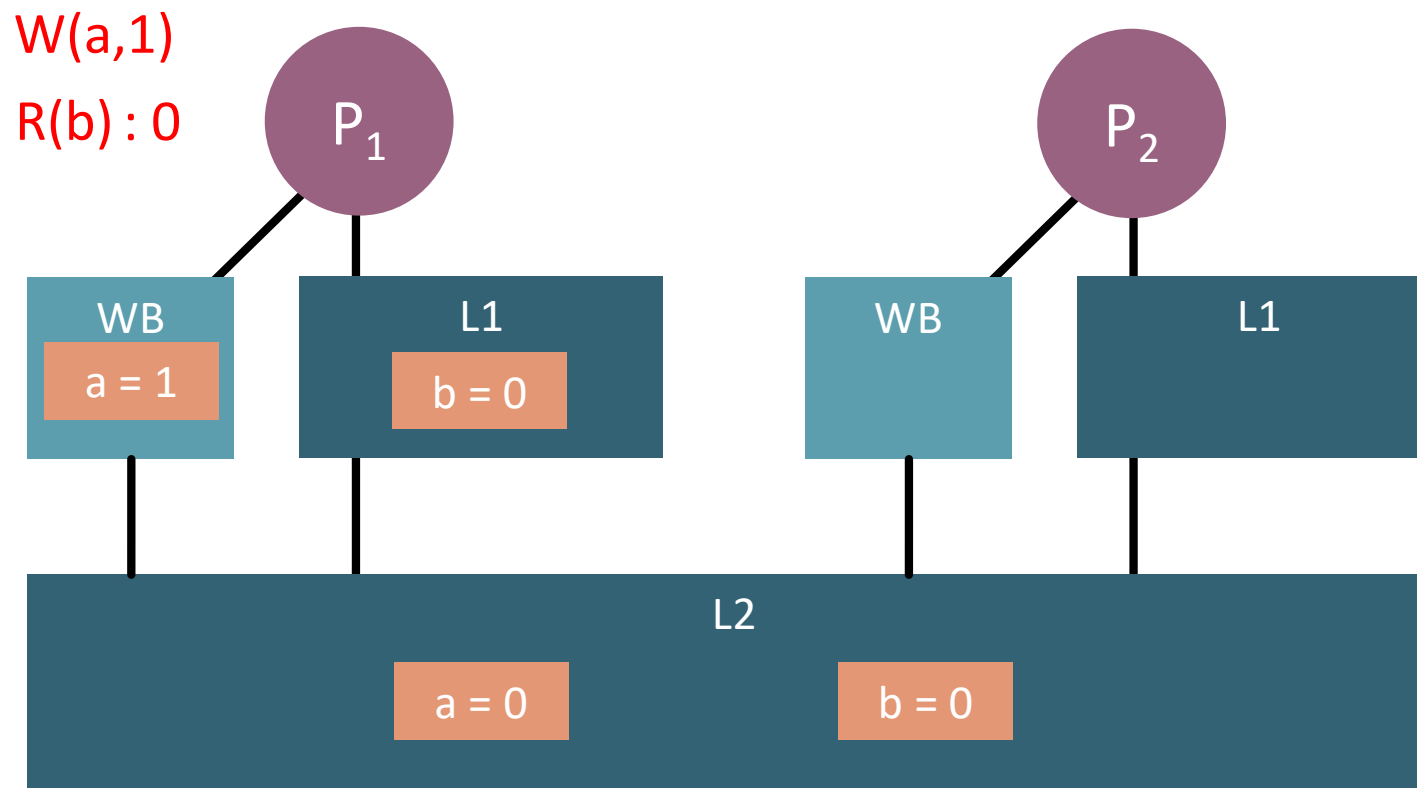 W(a,1)
R(b) : 0
P₁
P₂
WB
a = 1
L1
b = 0
WB
L1
L2
a = 0
b = 0